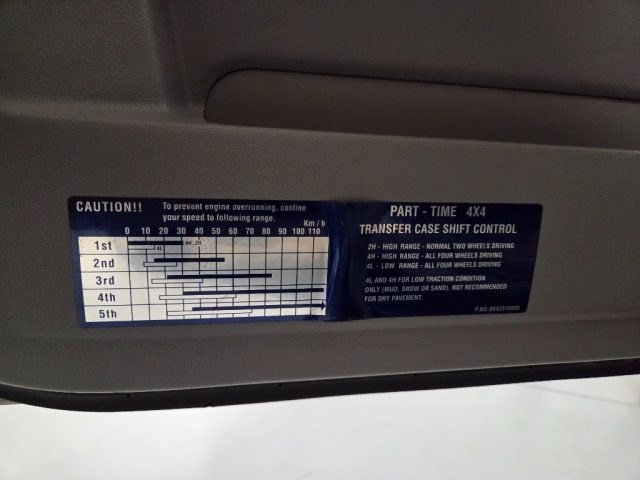 CAUTION!! To prevent engine overrunning, confine
your speed to following range.
Km / h
0 10 20 30 40 50 60 70 80 90 100 110
1st
4H, 2H
4L
2nd
3rd
4th
5th
PART - TIME 4X4
TRANSFER CASE SHIFT CONTROL
2H - HIGH RANGE - NORMAL TWO WHEELS DRIVING
4H - HIGH RANGE - ALL FOUR WHEELS DRIVING
4L - LOW RANGE - ALL FOUR WHEELS DRIVING
4L AND 4H FOR LOW TRACTION CONDITION
ONLY (MUD, SNOW OR SAND). NOT RECOMMENDED
FOR DRY PAVEMENT.
P.NO.